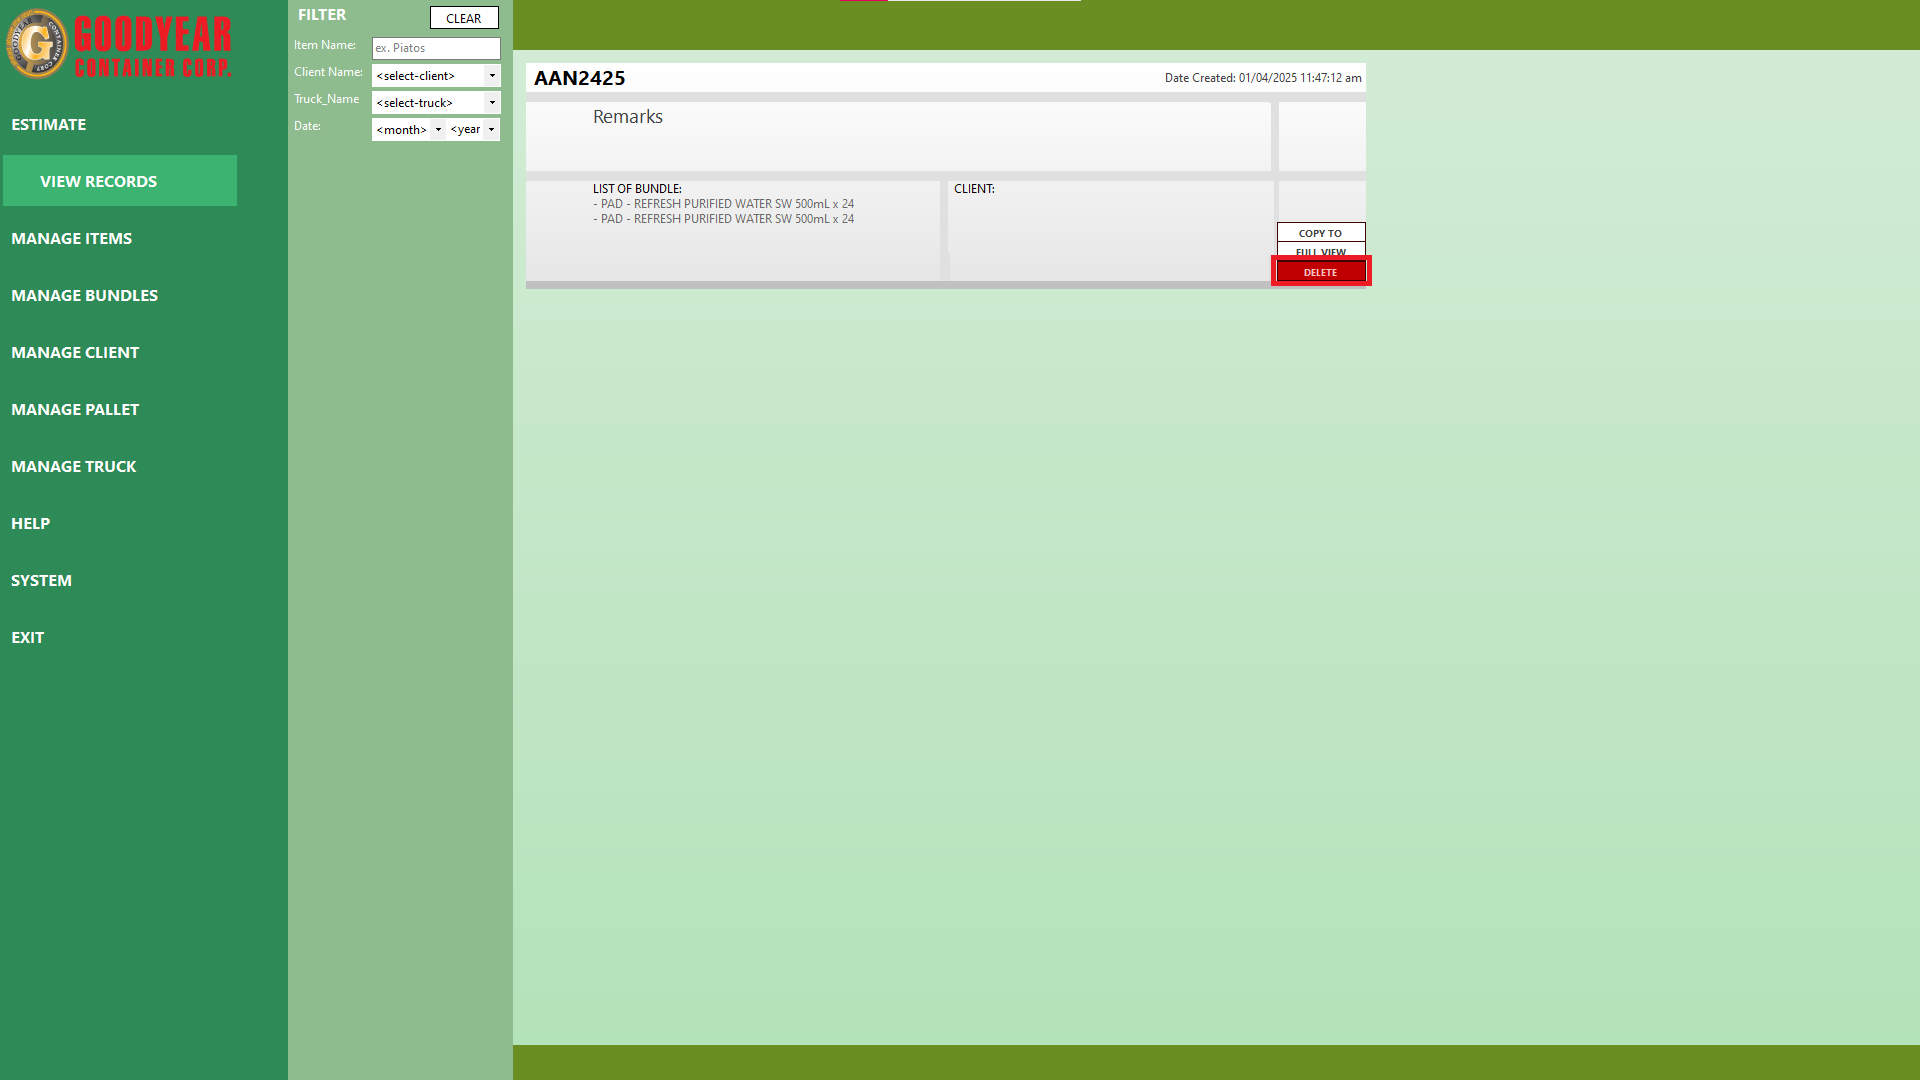 GOODYEAR
CONTAINER CORP.
ESTIMATE
VIEW RECORDS
MANAGE ITEMS
MANAGE BUNDLES
MANAGE CLIENT
MANAGE PALLET
MANAGE TRUCK
HELP
SYSTEM
EXIT
FILTER
CLEAR
Item Name:
ex. Piatos
Client Name:
<select-client>
Truck_Name
<select-truck>
Date:
<month>
<year
AAN2425
Date Created: 01/04/2025 11:47:12 am
Remarks
LIST OF BUNDLE:
- PAD - REFRESH PURIFIED WATER SW 500mL x 24
- PAD - REFRESH PURIFIED WATER SW 500mL x 24
CLIENT:
COPY TO
FULL VIEW
DELETE